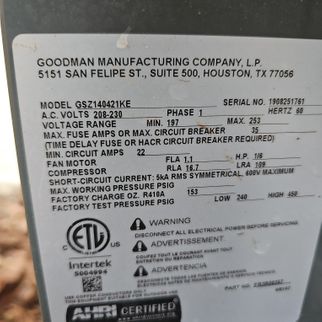 GOODMAN MANUFACTURING COMPANY, L.P.
5151 SAN FELIPE ST., SUITE 500, HOUSTON, TX 77056
MODEL NO. GSZ140421KE SERIAL NO. 1908251761
A.C. VOLTS 208-230 PHASE 1 HERTZ 60
VOLTAGE RANGE MIN. 197 MAX. 253
MAX. FUSE AMPS OR MAX. CIRCUIT BREAKER 35
(TIME DELAY FUSE OR HACR CIRCUIT BREAKER REQUIRED)
MIN. CIRCUIT AMPS 22
FAN MOTOR FLA 1.1 H.P. 1/6
COMPRESSOR RLA 16.7 LRA 109
SHORT-CIRCUIT CURRENT: 5kA RMS SYMMETRICAL, 600V MAXIMUM
MAX. WORKING PRESSURE PSIG
FACTORY CHARGE OZ. R410A 153
FACTORY TEST PRESSURE PSIG LOW 240 HIGH 450
WARNING
DISCONNECT ALL ELECTRICAL POWER BEFORE SERVICING
AVERTISSEMENT
ADVERTENCIA
ETL
Intertek
AHRI CERTIFIED